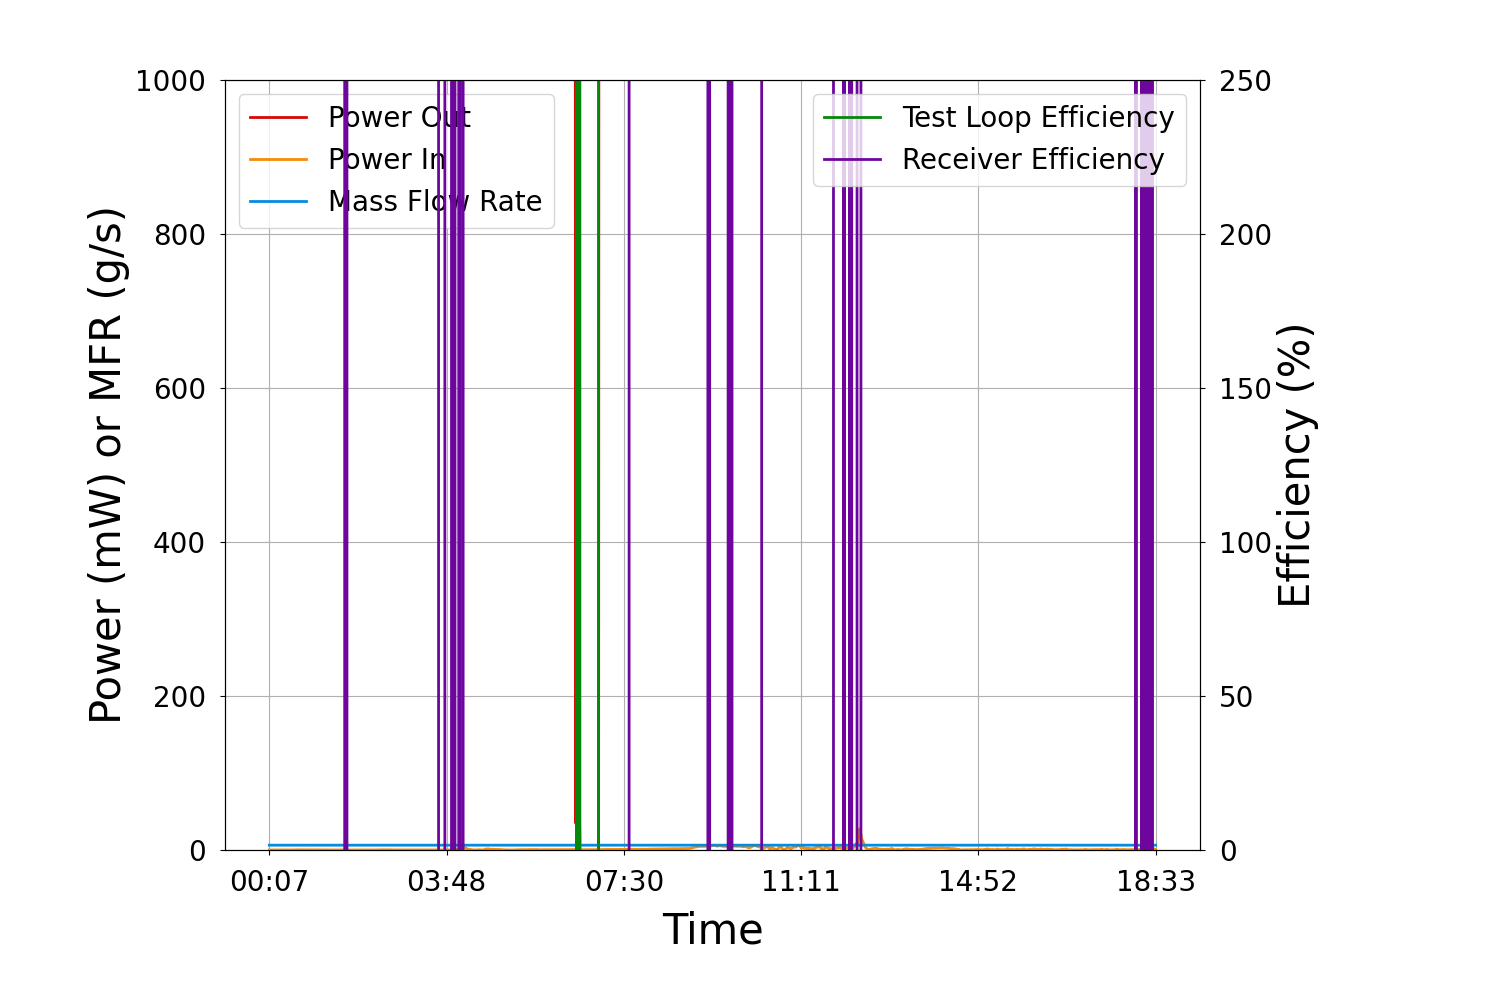 1000
800
600
400
200
0
Power (mW) or MFR (g/s)
Power Out
Power In
Mass Flow Rate
Test Loop Efficiency
Receiver Efficiency
250
200
150
100
50
0
Efficiency (%)
00:07 03:48 07:30 11:11 14:52 18:33
Time